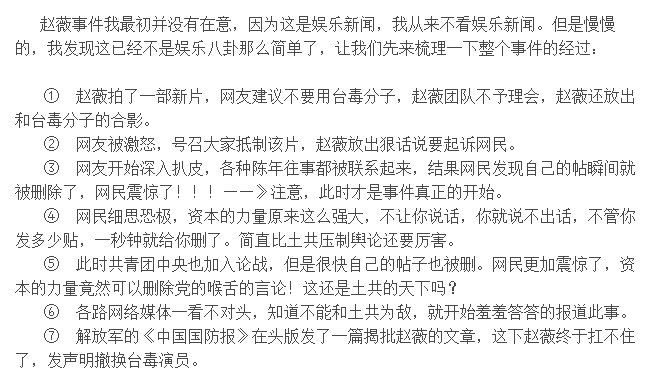 赵薇事件我最初并没有在意，因为这是娱乐新闻，我从来不看娱乐新闻。但是慢慢
的，我发现这已经不是娱乐八卦那么简单了，让我们先来梳理一下整个事件的经过：
① 赵薇拍了一部新片，网友建议不要用台毒分子，赵薇团队不予理会，赵薇还放出
和台毒分子的合影。
② 网友被激怒，号召大家抵制该片，赵薇放出狠话说要起诉网民。
③ 网友开始深入扒皮，各种陈年往事都被联系起来，结果网民发现自己的帖瞬间就
被删除了，网民震惊了！！！——》注意，此时才是事件真正的开始。
④ 网民细思恐极，资本的力量原来这么强大，不让你说话，你就说不出话，不管你
发多少贴，一秒钟就给你删了。简直比土共压制舆论还要厉害。
⑤ 此时共青团中央也加入论战，但是很快自己的帖子也被删。网民更加震惊了，资
本的力量竟然可以删除党的喉舌的言论！这还是土共的天下吗？
⑥ 各路网络媒体一看不对头，知道不能和土共为敌，就开始羞羞答答的报道此事。
⑦ 解放军的《中国国防报》在头版发了一篇揭批赵薇的文章，这下赵薇终于扛不住
了，发声明撤换台毒演员。